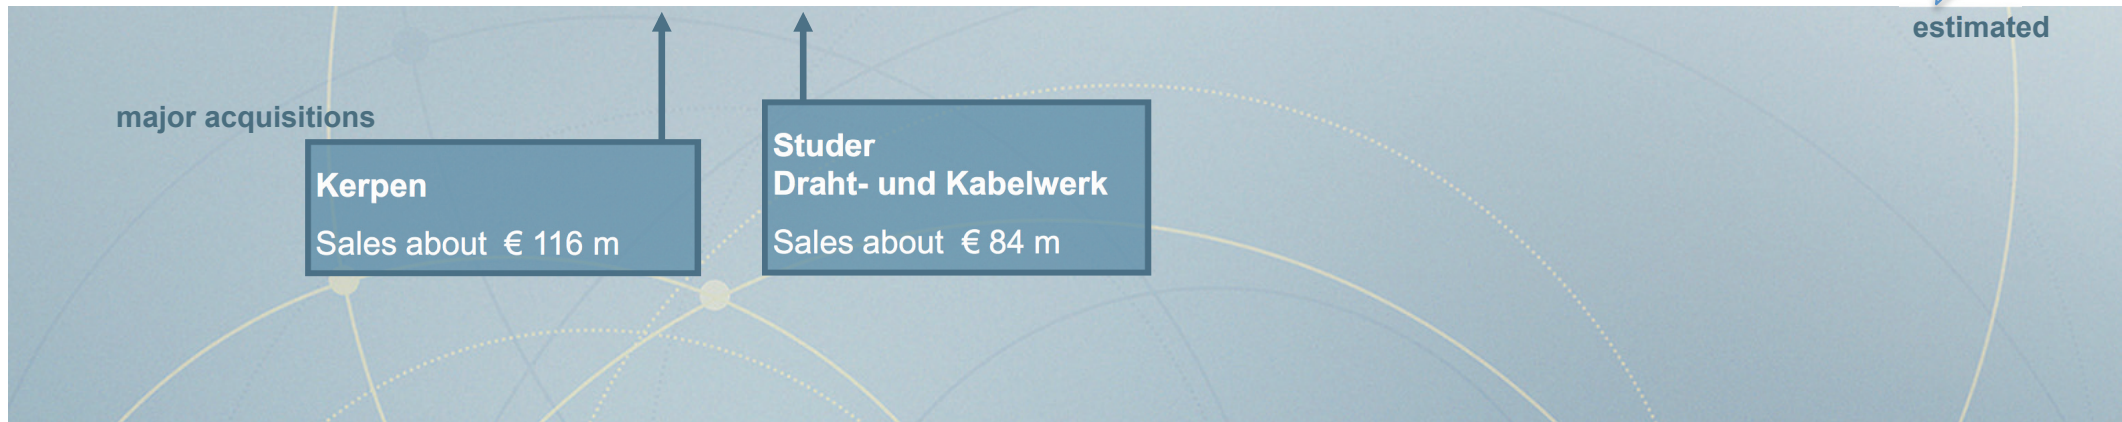 estimated
major acquisitions
Kerpen
Sales about € 116 m
Studer
Draht- und Kabelwerk
Sales about € 84 m